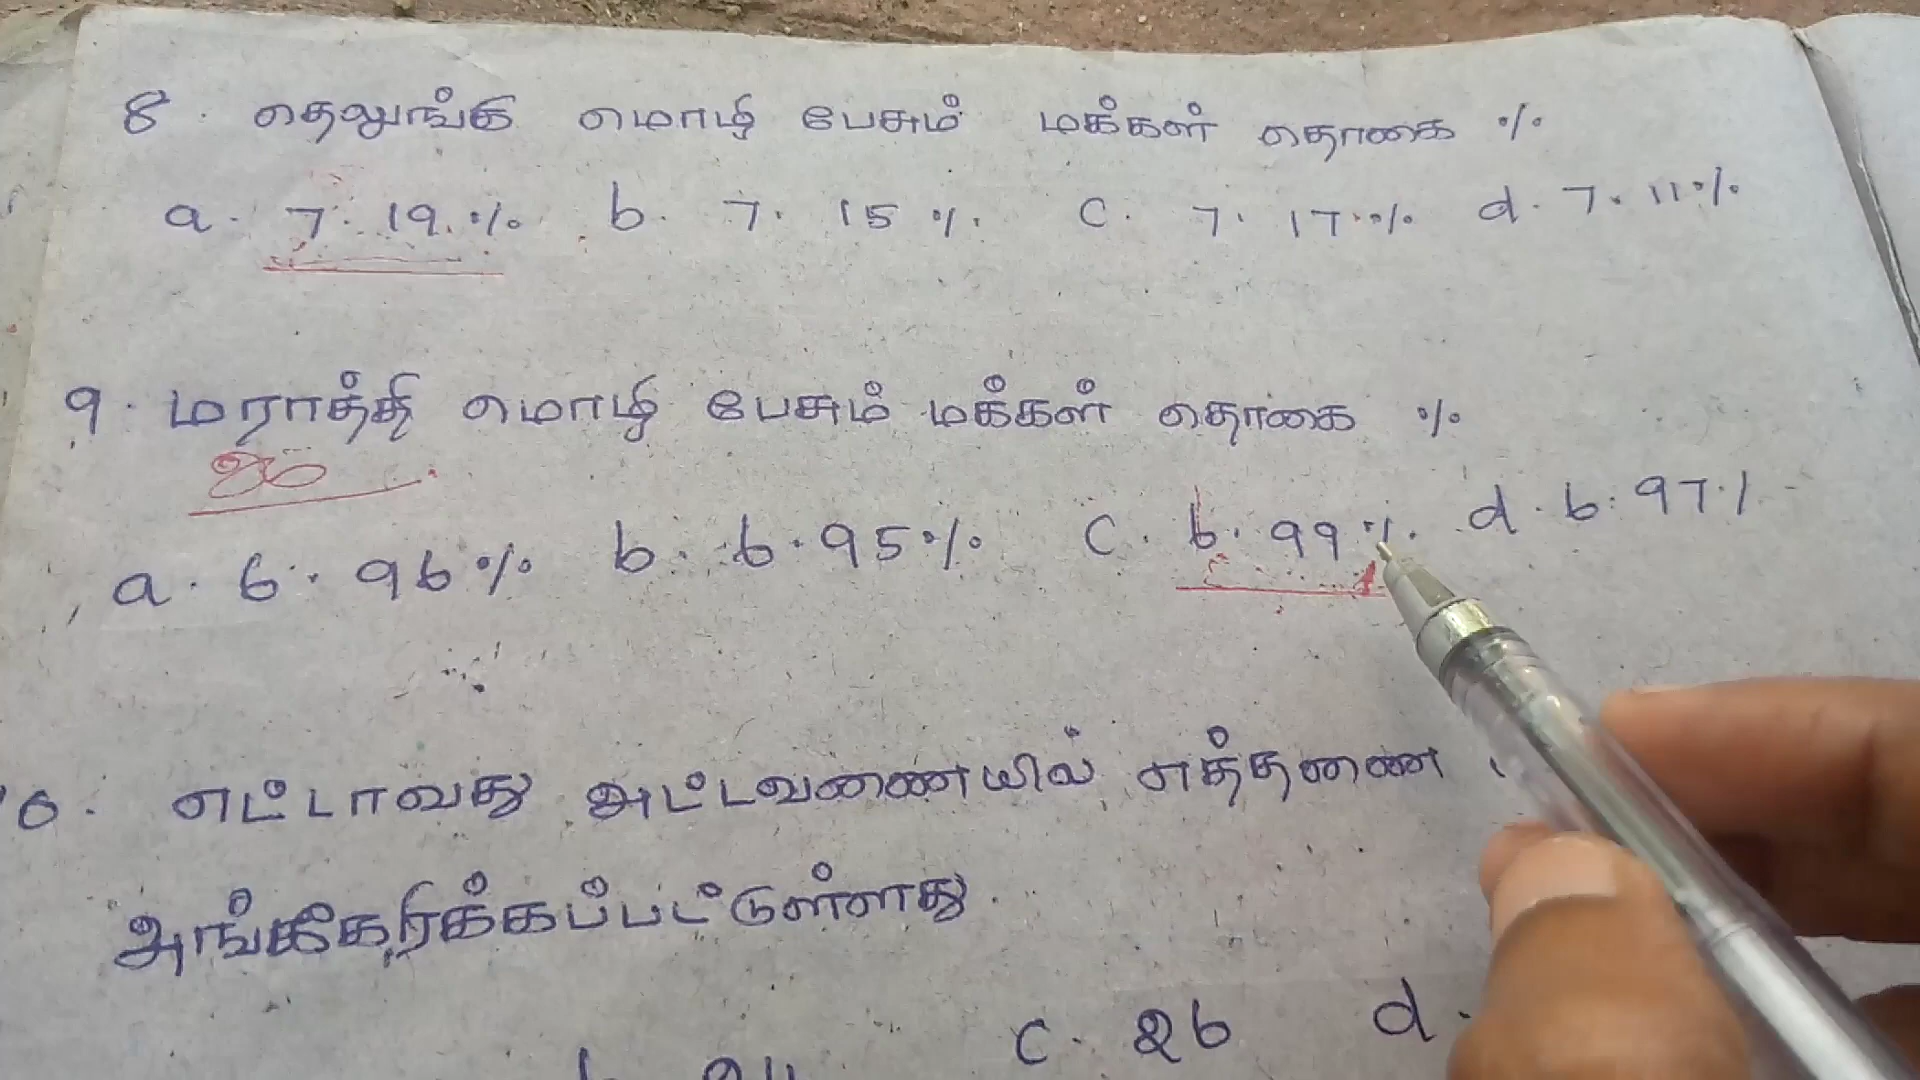 8. தெலுங்கி மொழி பேசும் மக்கள் தொகை %
a. 7.19.% b. 7.15 %. c. 7.17.% d. 7.11%
9. மராத்தி மொழி பேசும் மக்கள் தொகை %
a. 6.96% b. 6.95% c. 6.99%. d. 6.97%
எட்டாவது அட்டவணையில் எத்தனை
அங்கீகரிக்கப்பட்டுள்ளது.
c. 26 d.